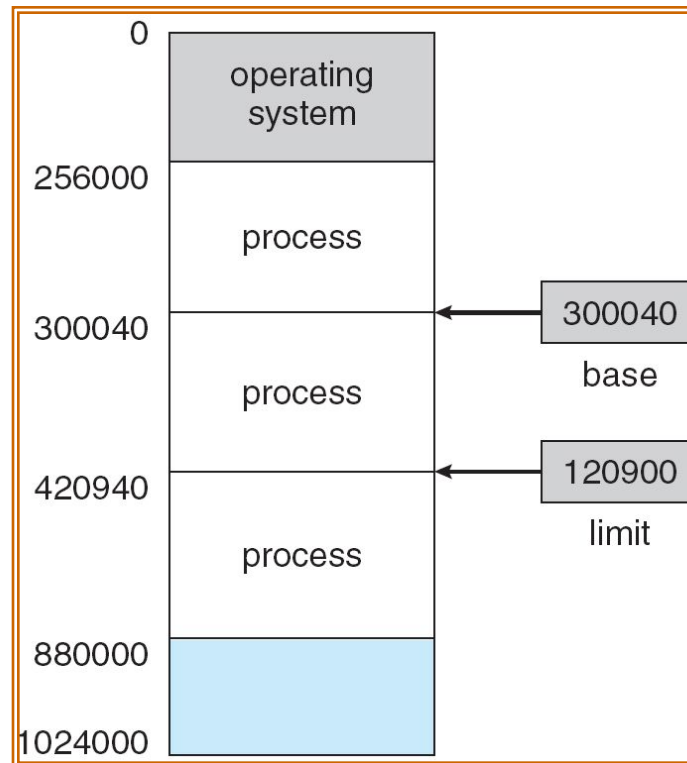 0
operating
system
256000
process
300040
300040
base
process
420940
120900
limit
process
880000
1024000